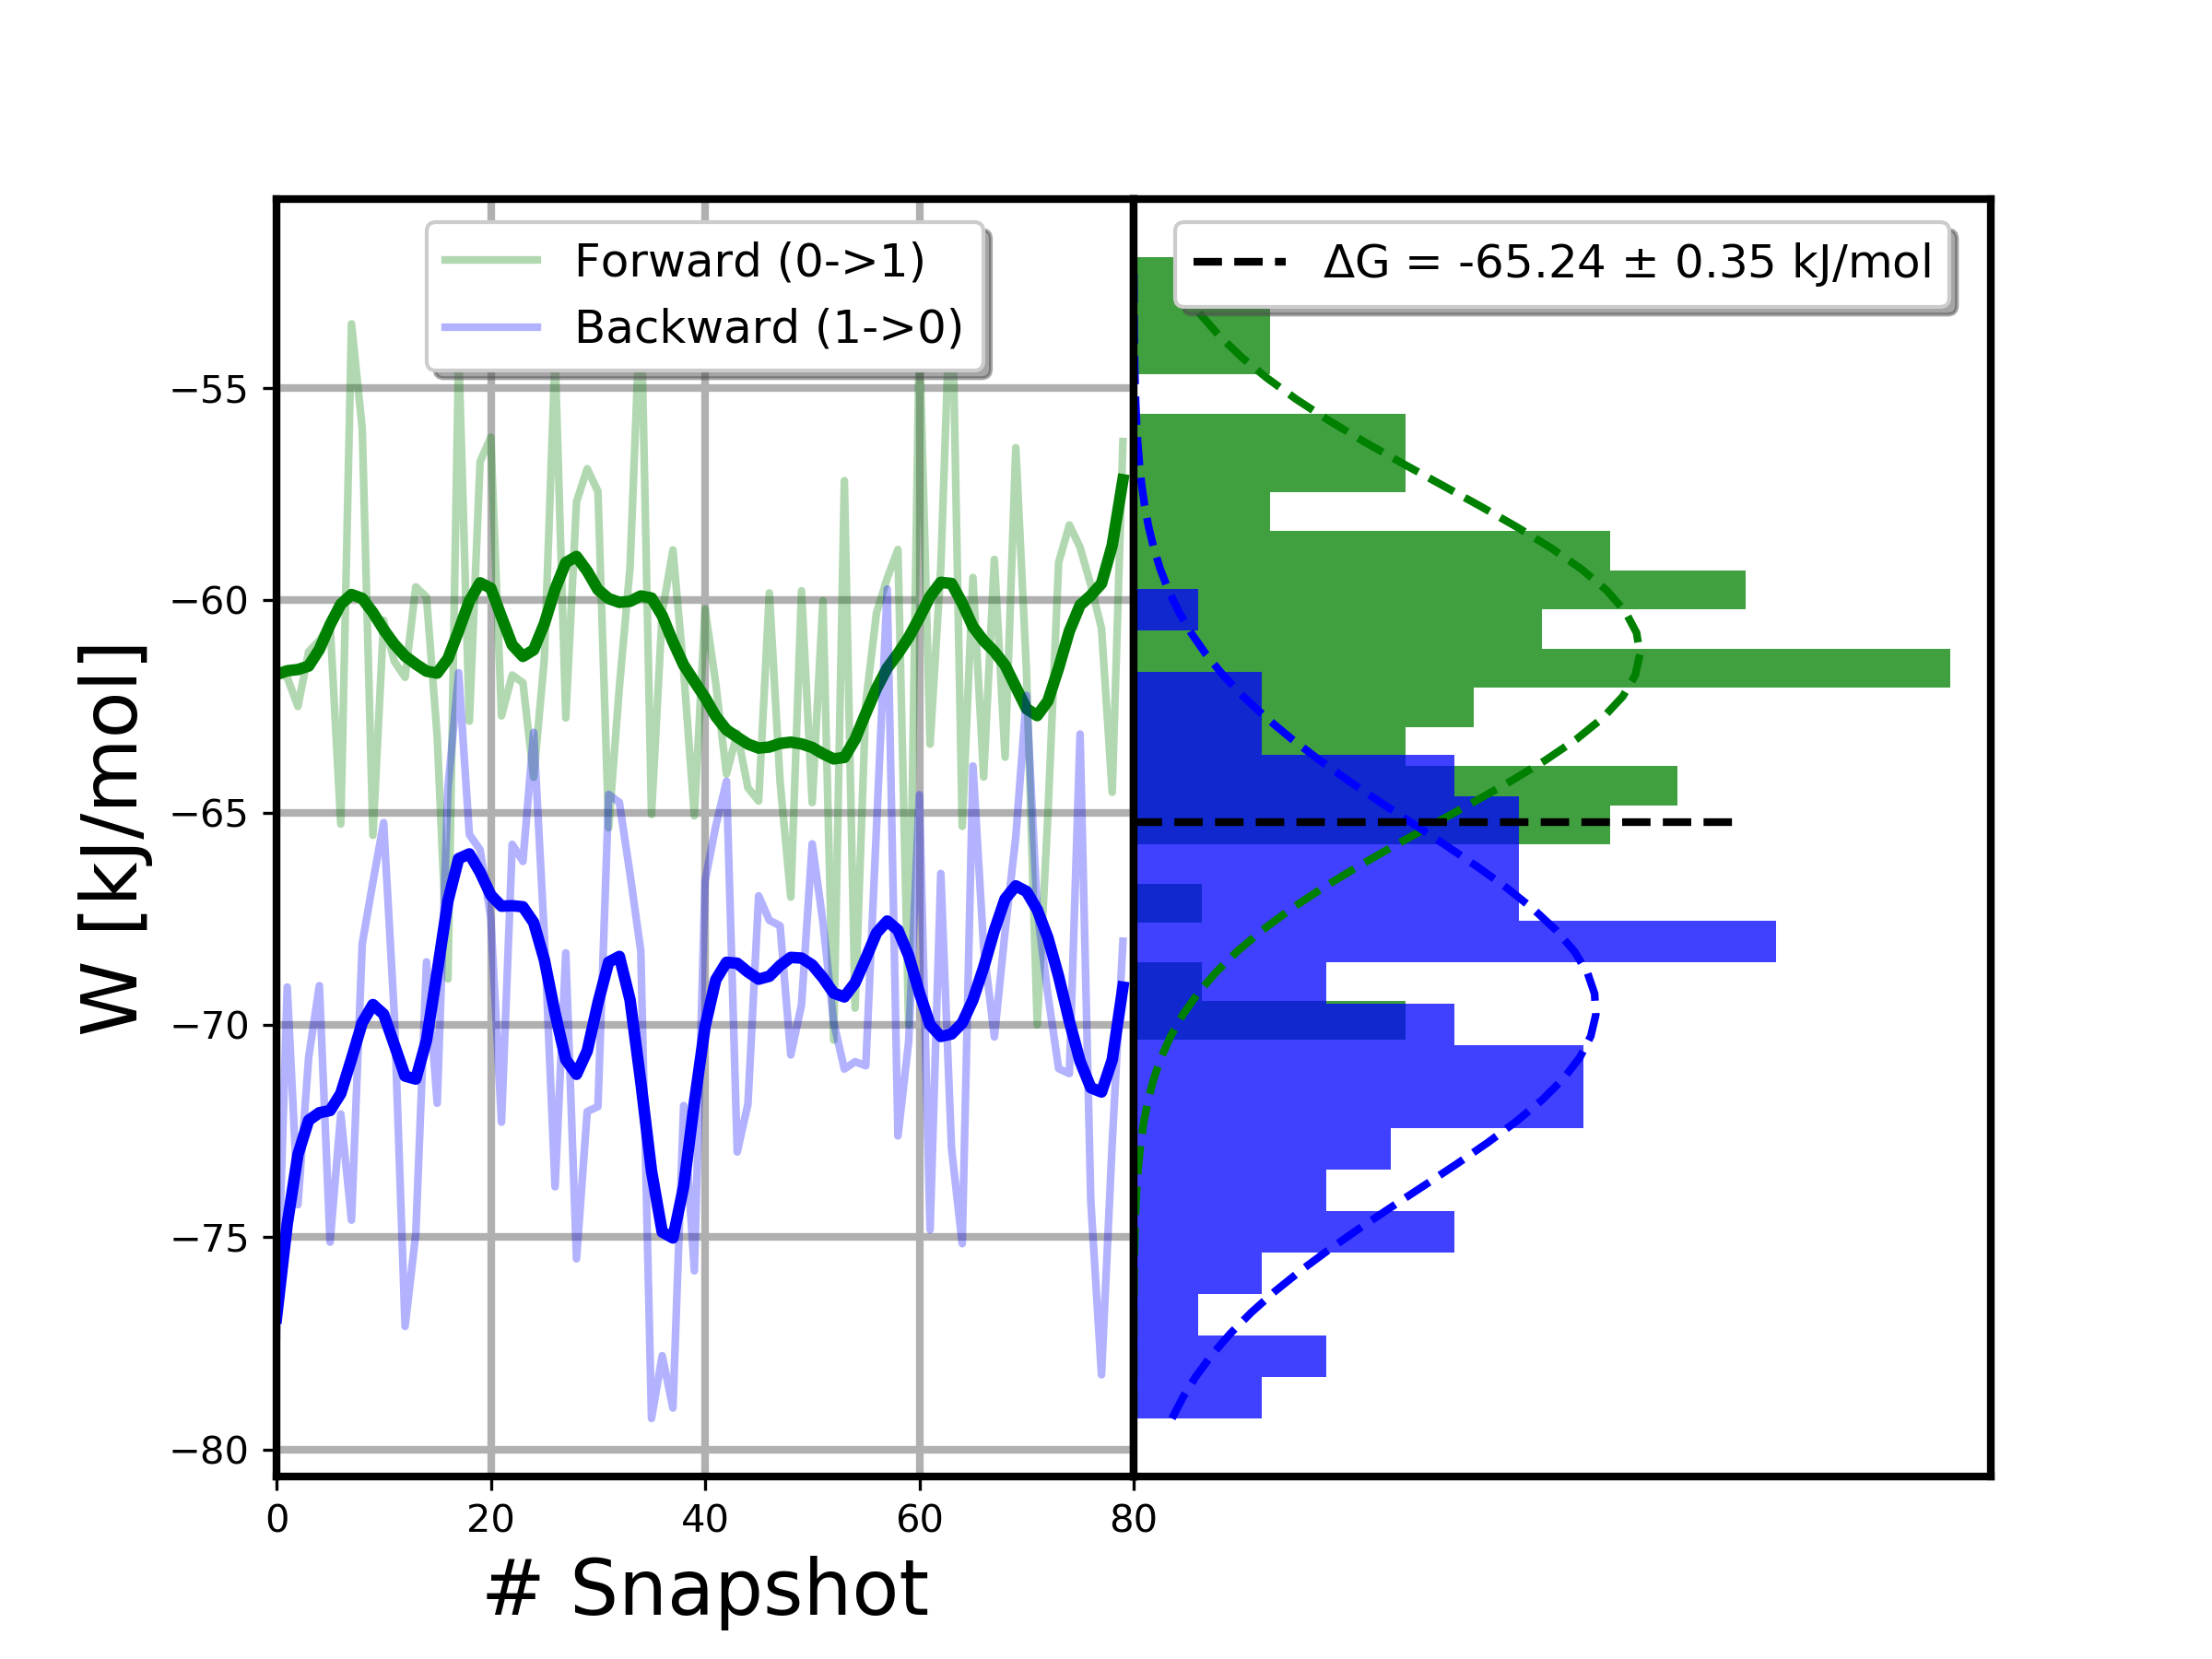 Forward (0->1)
Backward (1->0)
ΔG = -65.24 ± 0.35 kJ/mol
W [kJ/mol]
−55
−60
−65
−70
−75
−80
0 20 40 60 80
# Snapshot